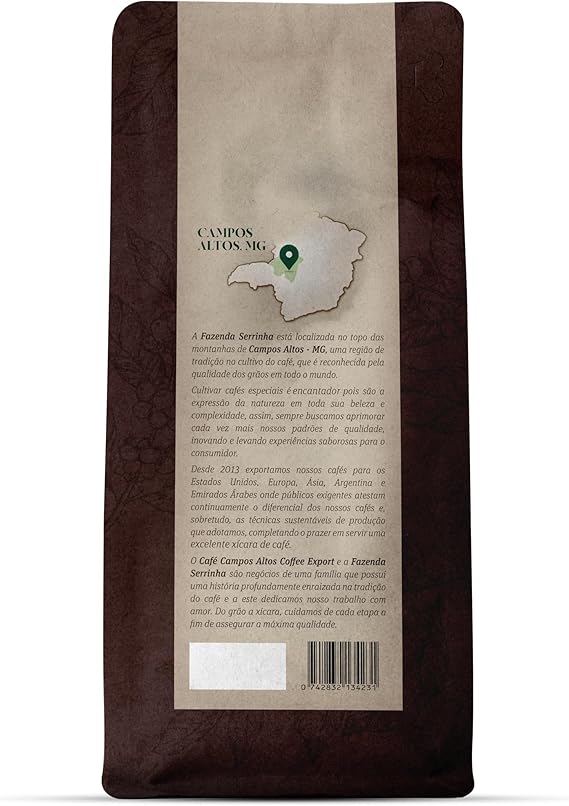 CAMPOS
ALTOS, MG
A Fazenda Serrinha está localizada no topo das
montanhas de Campos Altos - MG, uma região de
tradição no cultivo do café, que é reconhecida pela
qualidade dos grãos em todo o mundo.
Cultivar cafés especiais é encantador pois são a
expressão da natureza em toda sua beleza e
complexidade, assim, sempre buscamos aprimorar
cada vez mais nossos padrões de qualidade,
inovando e levando experiências saborosas para o
consumidor.
Desde 2013 exportamos nossos cafés para os
Estados Unidos, Europa, Ásia, Argentina e
Emirados Árabes onde públicos exigentes atestam
continuamente o diferencial dos nossos cafés e,
sobretudo, as técnicas sustentáveis de produção
que adotamos, completando o prazer em servir uma
excelente xícara de café.
O Café Campos Altos Coffee Export e a Fazenda
Serrinha são negócios de uma família que possui
uma história profundamente enraizada na tradição
do café e a este dedicamos nosso trabalho com
amor. Do grão a xicara, cuidamos de cada etapa a
fim de assegurar a máxima qualidade.
0 742832 134231